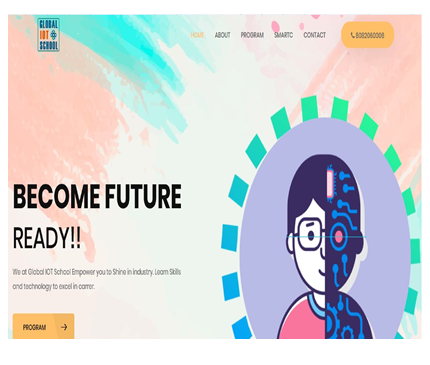 GLOBAL
IOT
SCHOOL
HOME ABOUT PROGRAM SMARTC CONTACT 8082060006
BECOME FUTURE
READY!!
We at Global IOT School Empower you to Shine in industry. Learn Skills
and technology to excel in carrer.
PROGRAM →